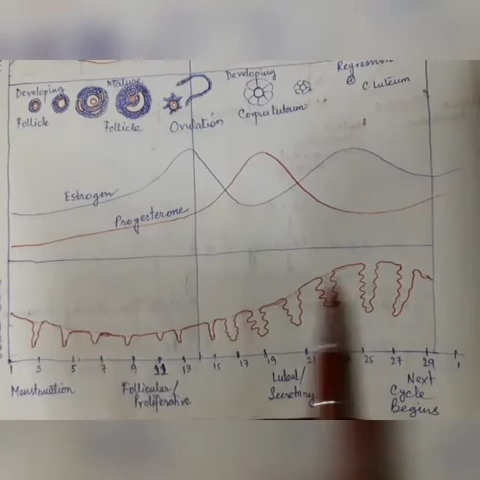 Developing
Follicle
Mature
Follicle
Ovulation
Developing
Corpus luteum
Regression
C luteum
Estrogen
Progesterone
1 3 5 7 9 11 13 15 17 19 21 25 27 29 1
Menstruation
Follicular/
Proliferative
Luteal/
Secretory
Next
Cycle
Begins